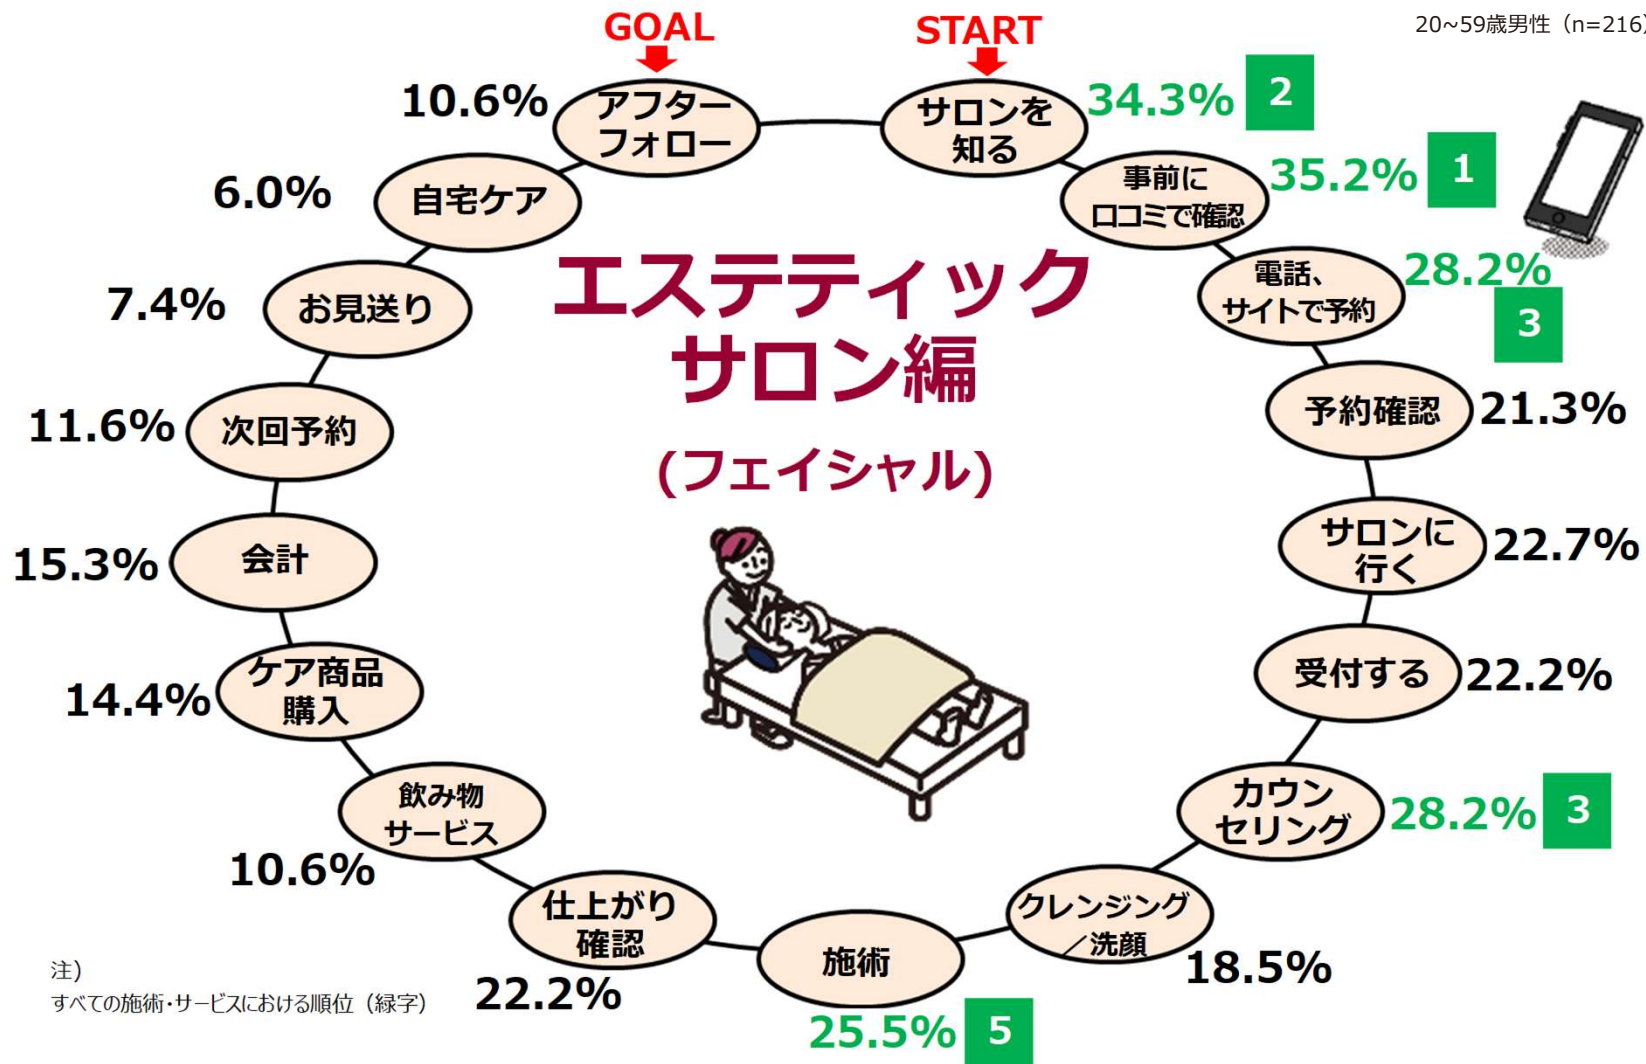 20~59歳男性（n=216)
GOAL
START
アフター
フォロー
10.6%
サロンを
知る
34.3%
2
事前に
口コミで確認
35.2%
1
電話、
サイトで予約
28.2%
3
予約確認
21.3%
サロンに
行く
22.7%
受付する
22.2%
カウン
セリング
28.2%
3
クレンジング
／洗顔
18.5%
施術
25.5%
5
仕上がり
確認
22.2%
飲み物
サービス
10.6%
ケア商品
購入
14.4%
会計
15.3%
次回予約
11.6%
お見送り
7.4%
自宅ケア
6.0%
エステティック
サロン編
(フェイシャル)
注)
すべての施術・サービスにおける順位（緑字）